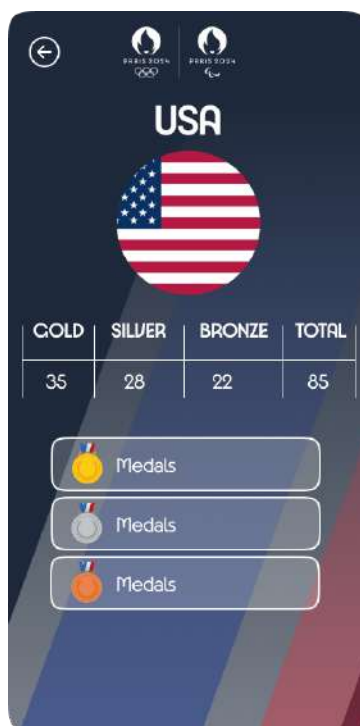 PARIS 2024 PARIS 2024
USA
GOLD SILVER BRONZE TOTAL
35 28 22 85
Medals
Medals
Medals